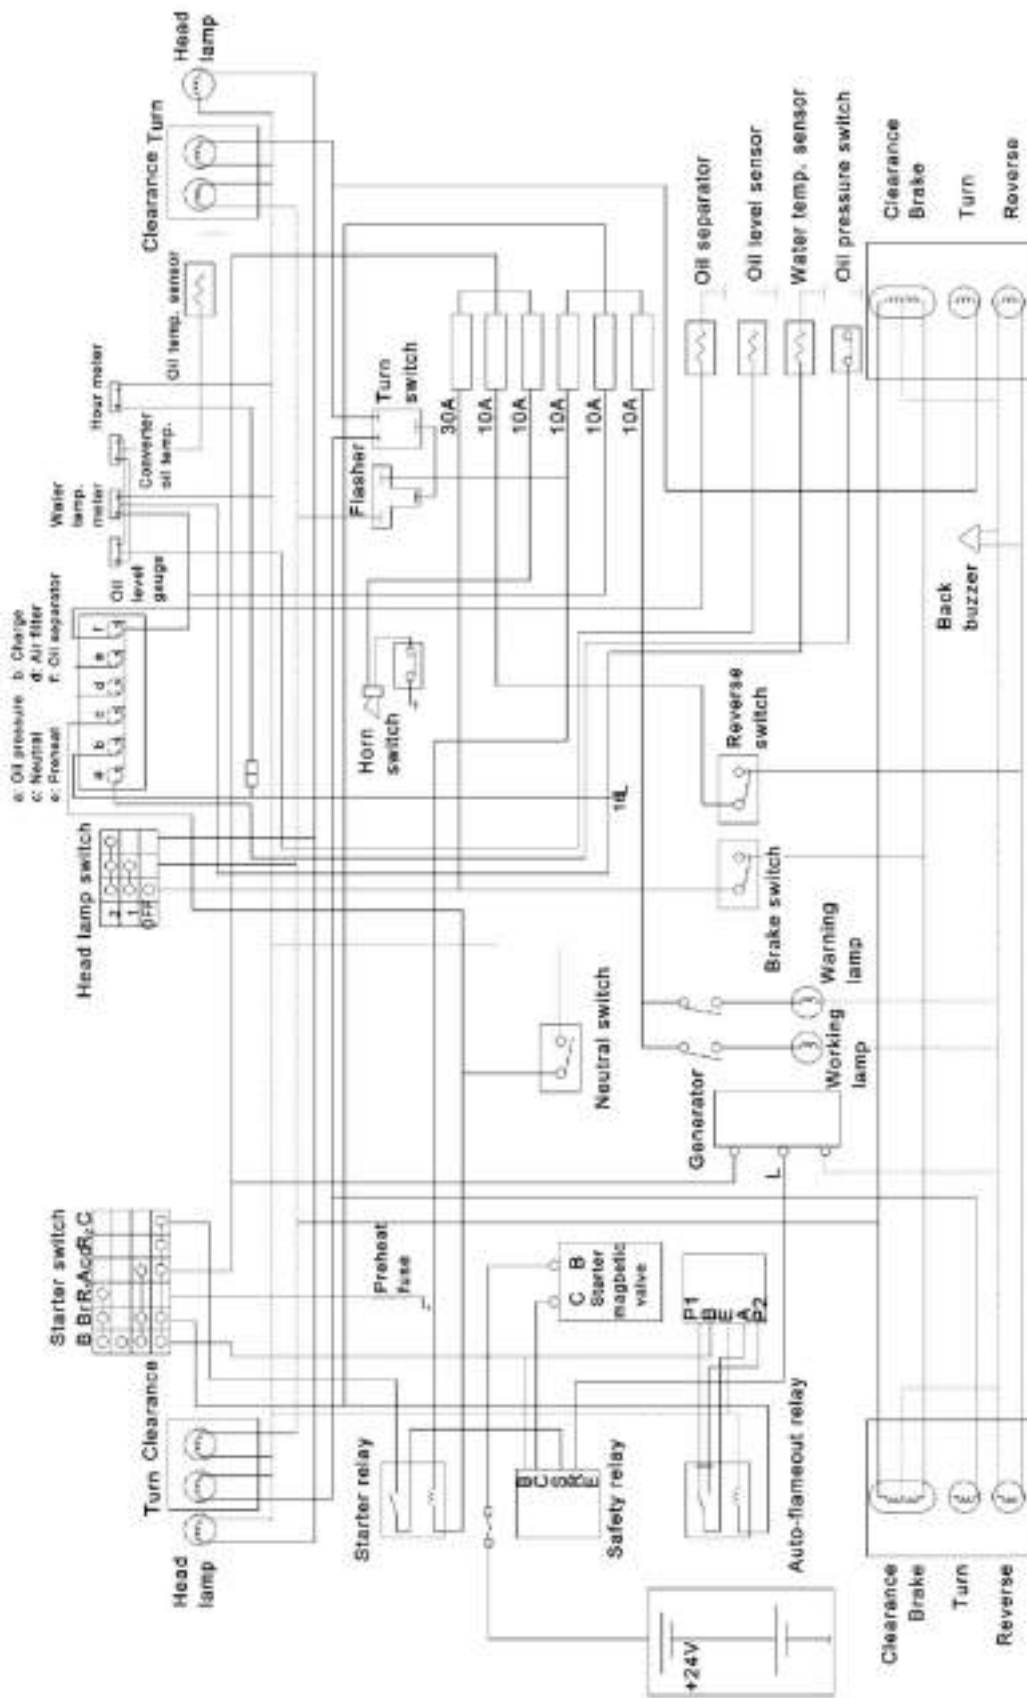 Head
lamp
Clearance Turn
Oil temp. sensor
Hour meter
Converter
oil temp.
Water
temp.
meter
Oil
level
gauge
a: Oil pressure b: Charge
c: Neutral d: Air filter
e: Preheat f: Oil separator
a b c d e f
Head lamp switch
2
1
OFF
Starter switch
B Br R₁ Acc R₂ C
Turn Clearance
Head
lamp
Turn
switch
Flasher
30A
10A
10A
10A
10A
10A
Horn
switch
Oil separator
Oil level sensor
Water temp. sensor
Oil pressure switch
Clearance
Brake
Turn
Reverse
Back
buzzer
Reverse
switch
Brake switch
Warning
lamp
Working
lamp
Neutral switch
Generator
L
Preheat
fuse
C B
Starter
magbetic
valve
P1
B
E
A
P2
Starter relay
Safety relay
B
C
S
R
E
Auto-flameout relay
+24V
Clearance
Brake
Turn
Reverse